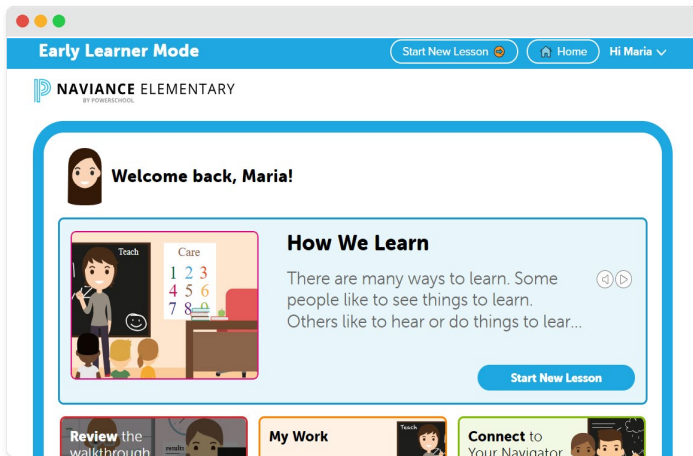 Early Learner Mode
Start New Lesson
Home
Hi Maria
NAVIANCE ELEMENTARY
BY POWERSCHOOL
Welcome back, Maria!
Teach
Care
1 2 3
4 5 6
7 8 9
How We Learn
There are many ways to learn. Some
people like to see things to learn.
Others like to hear or do things to lear...
Start New Lesson
Review the
walkthrough
results
My Work
Teach
Connect to
Your Navigator